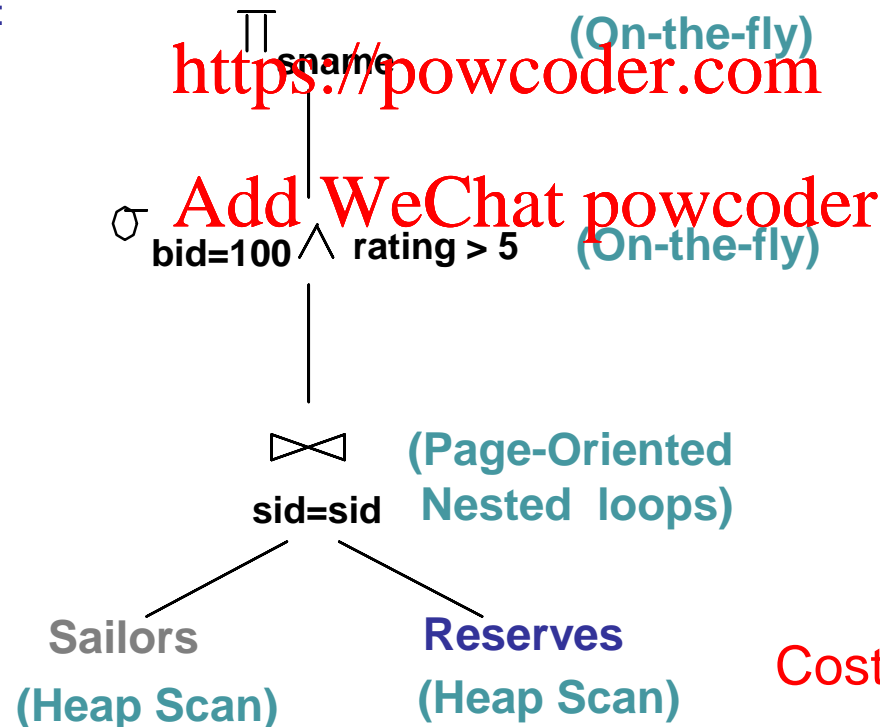 :
∏ sname (On-the-fly)
https://powcoder.com
Add WeChat powcoder
σ bid=100 ∧ rating > 5 (On-the-fly)
⋈ (Page-Oriented
sid=sid Nested loops)
Sailors Reserves
Cost
(Heap Scan) (Heap Scan)